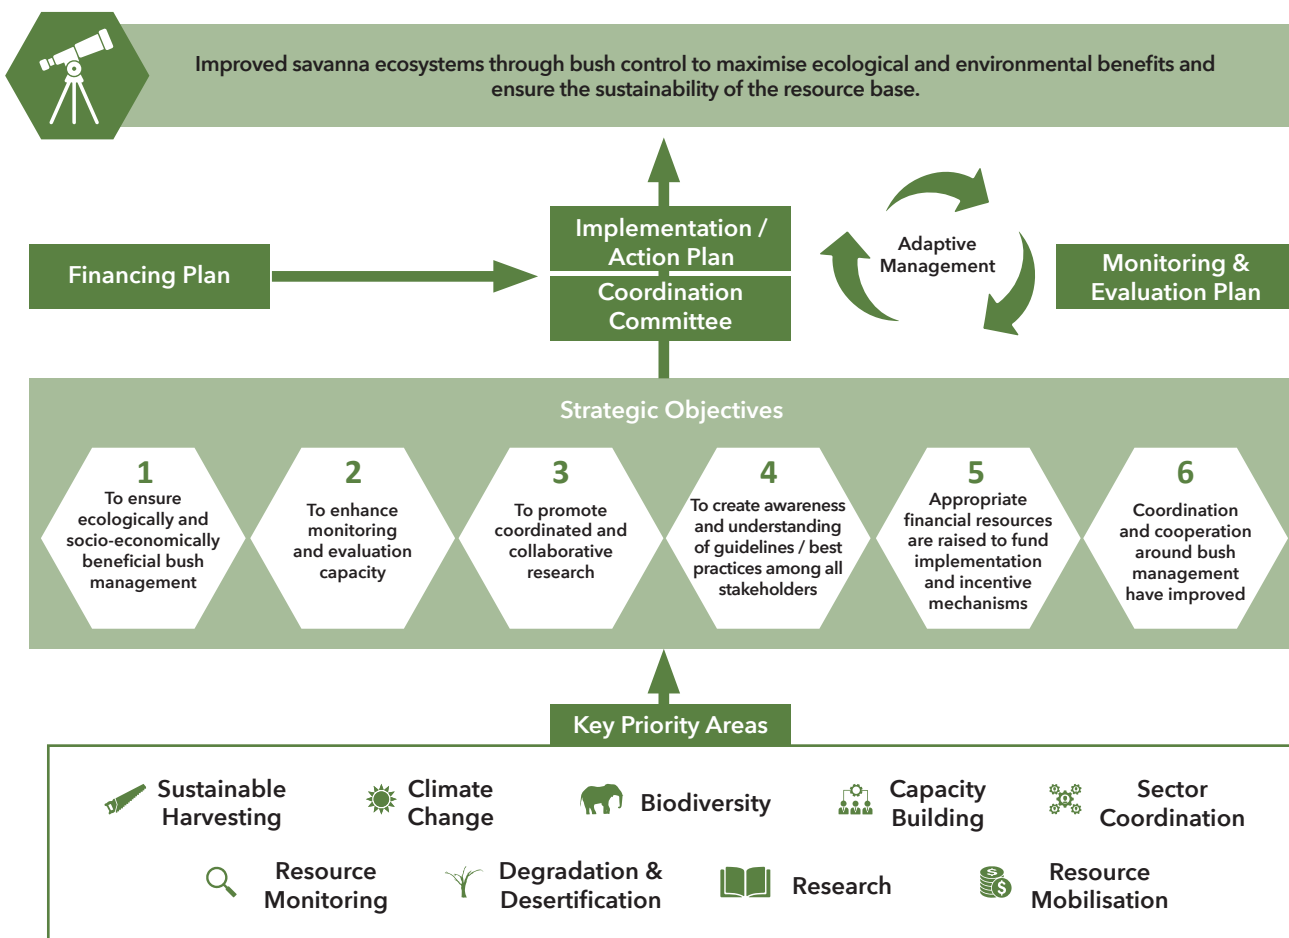 Improved savanna ecosystems through bush control to maximise ecological and environmental benefits and
ensure the sustainability of the resource base.
Financing Plan
Implementation /
Action Plan
Coordination
Committee
Adaptive
Management
Monitoring &
Evaluation Plan
Strategic Objectives
1
To ensure
ecologically and
socio-economically
beneficial bush
management
2
To enhance
monitoring
and evaluation
capacity
3
To promote
coordinated and
collaborative
research
4
To create awareness
and understanding
of guidelines / best
practices among all
stakeholders
5
Appropriate
financial resources
are raised to fund
implementation
and incentive
mechanisms
6
Coordination
and cooperation
around bush
management
have improved
Key Priority Areas
Sustainable
Harvesting
Climate
Change
Biodiversity
Capacity
Building
Sector
Coordination
Resource
Monitoring
Degradation &
Desertification
Research
Resource
Mobilisation